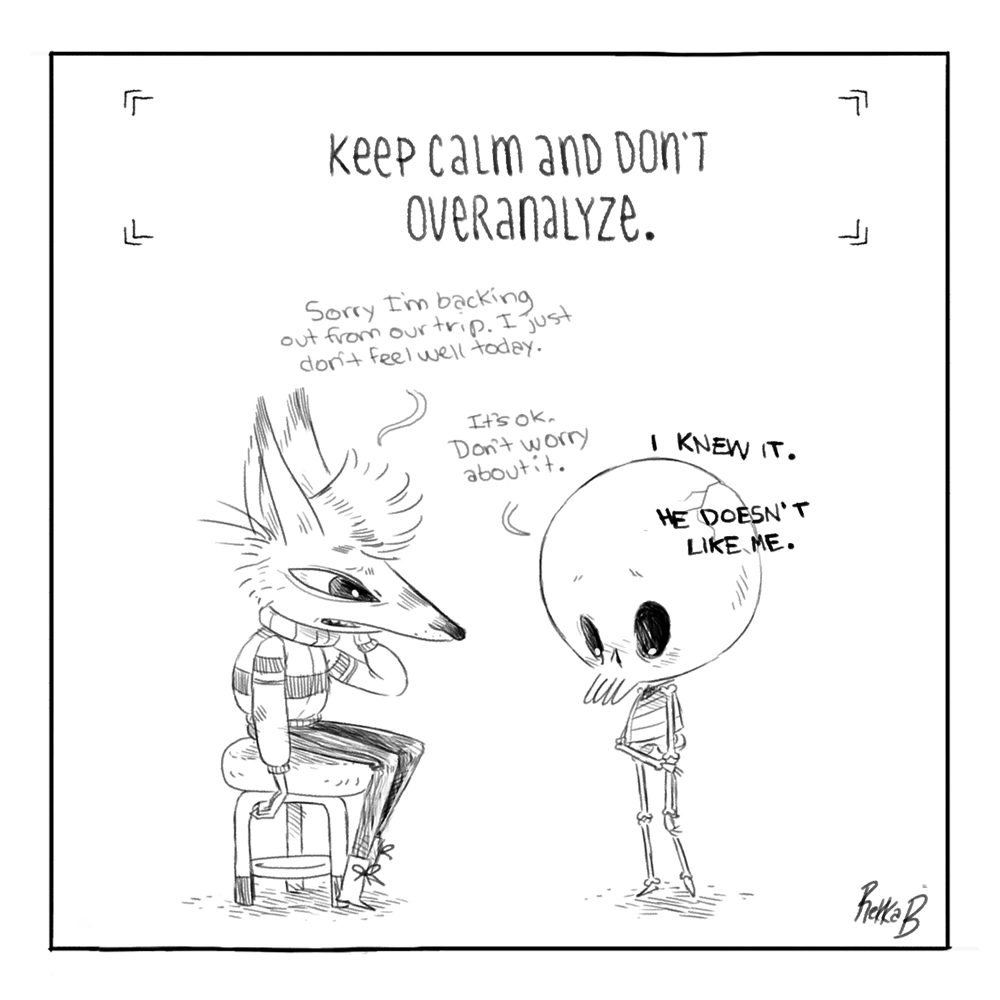 Keep calm and don't
overanalyze.
Sorry I'm backing
out from our trip. I just
don't feel well today.
It's ok.
Don't worry
about it.
I KNEW IT.
HE DOESN'T
LIKE ME.
Rekka B